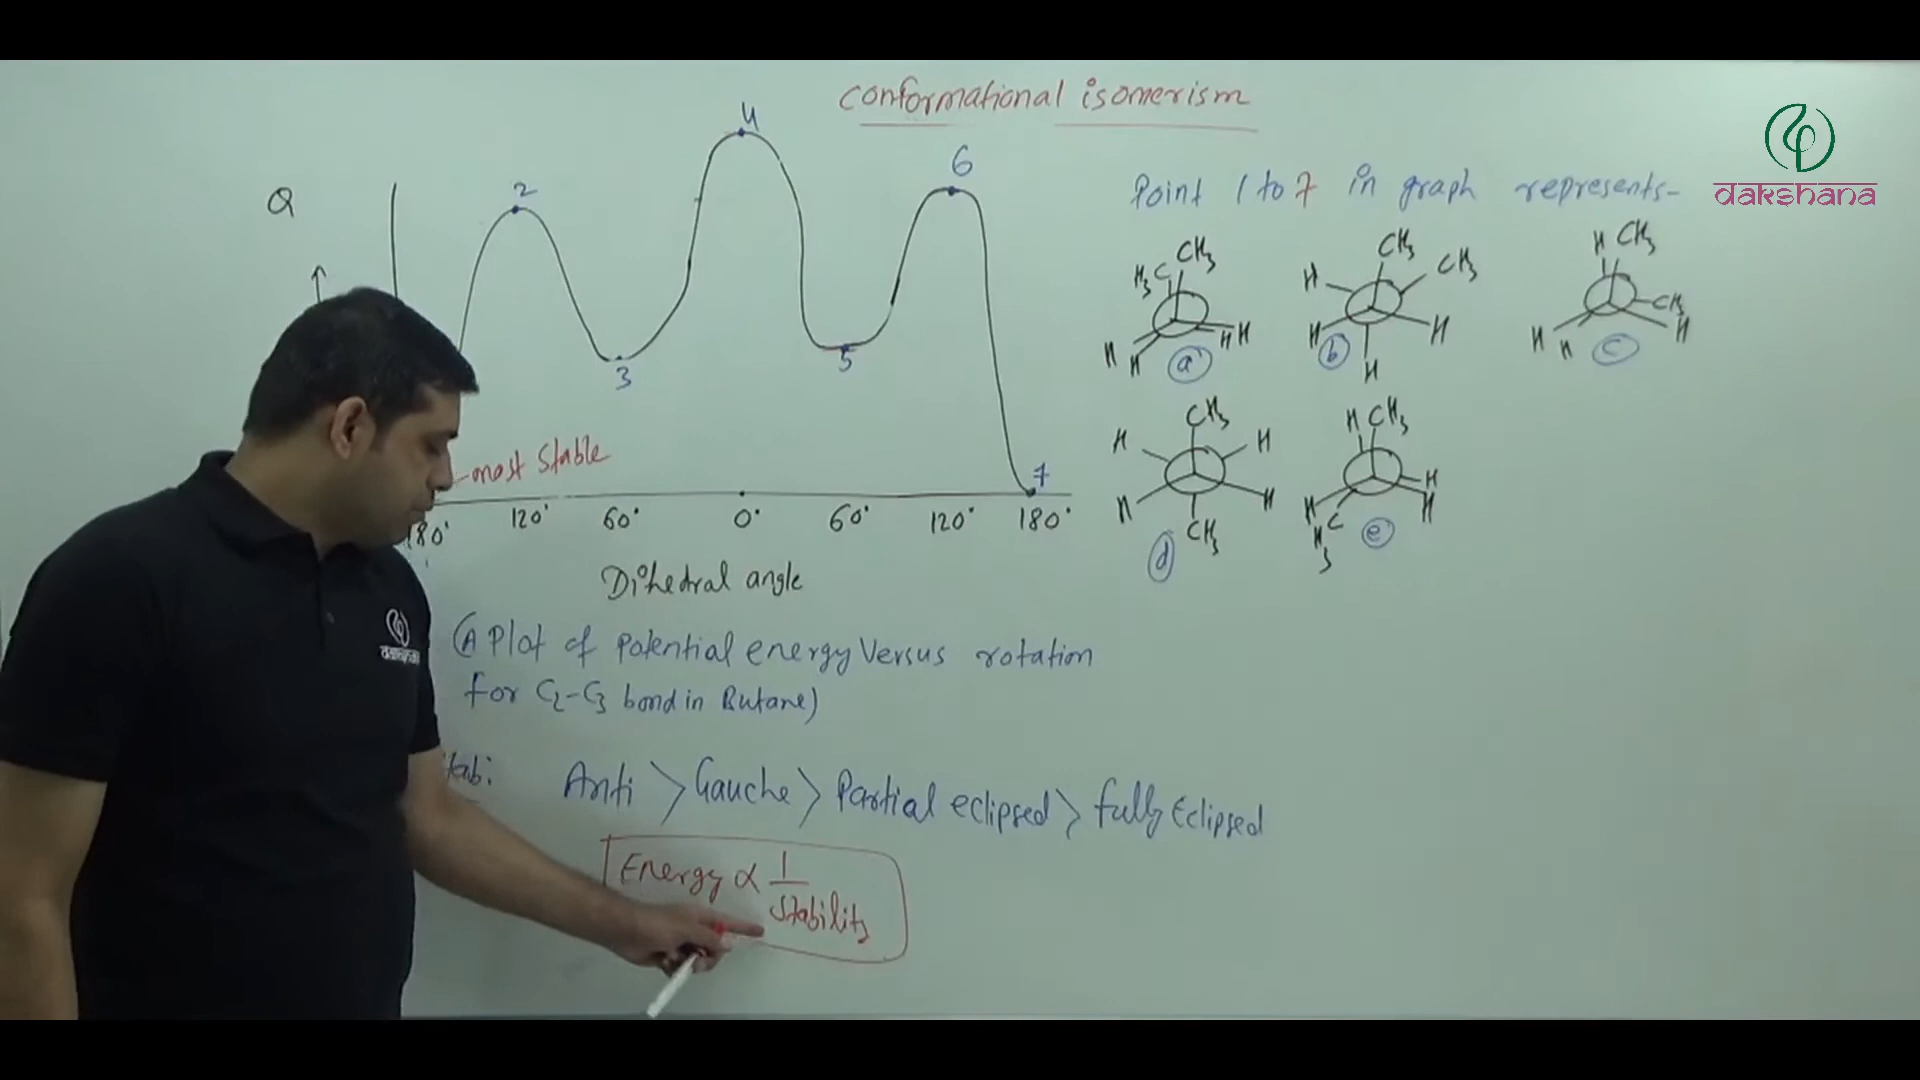 Conformational isomerism
dakshana
Q
2
4
6
3
5
7
most stable
180° 120° 60° 0° 60° 120° 180°
Dihedral angle
(A Plot of Potential energy Versus rotation
for C2-C3 bond in Butane)
Anti > Gauche > Partial eclipsed > fully Eclipsed
Energy ∝ 1/Stability
Point 1 to 7 in graph represents-
H3C CH3
H H H H
a
CH3
H CH3
H H
H
b
H CH3
CH3
H H H
c
CH3
H H
H H
CH3
d
H CH3
H
H H
H3C
e
dakshana